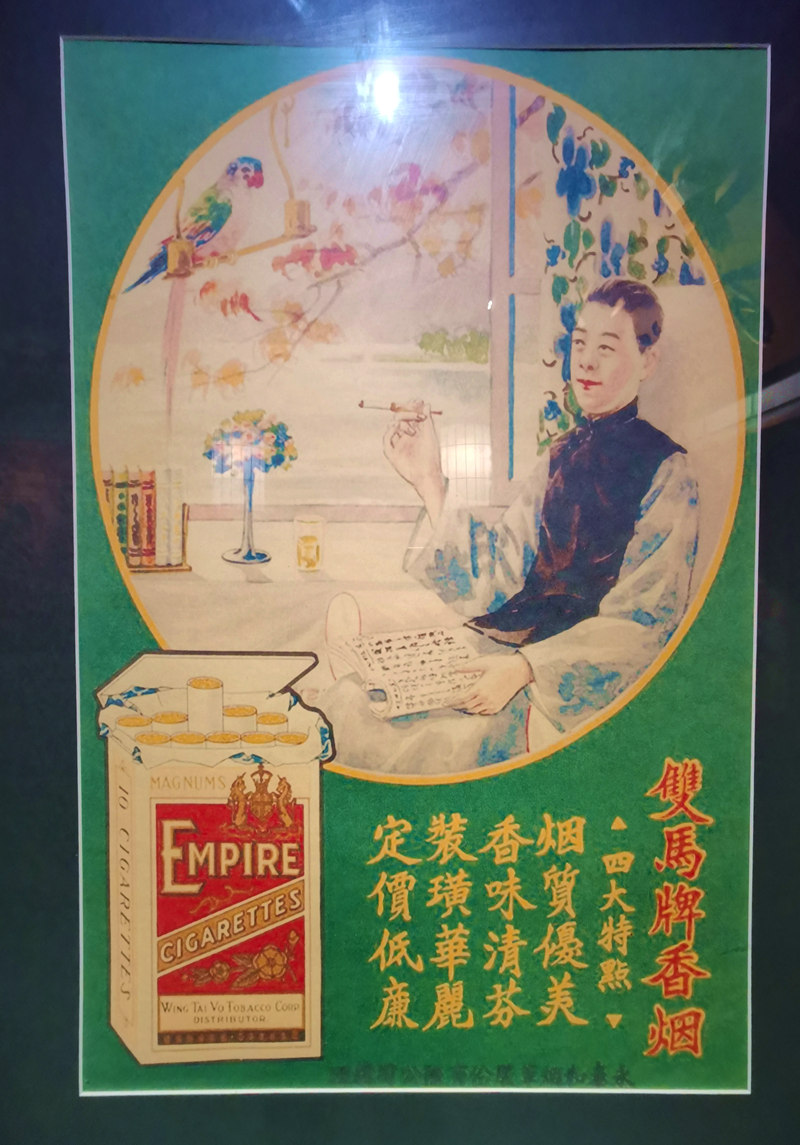 雙馬牌香烟
▲四大特點▼
烟質優美
香味清芬
裝璜華麗
定價低廉
MAGNUMS
EMPIRE
CIGARETTES
WING TAI VO TOBACCO CORP.
DISTRIBUTOR
10 CIGARETTES